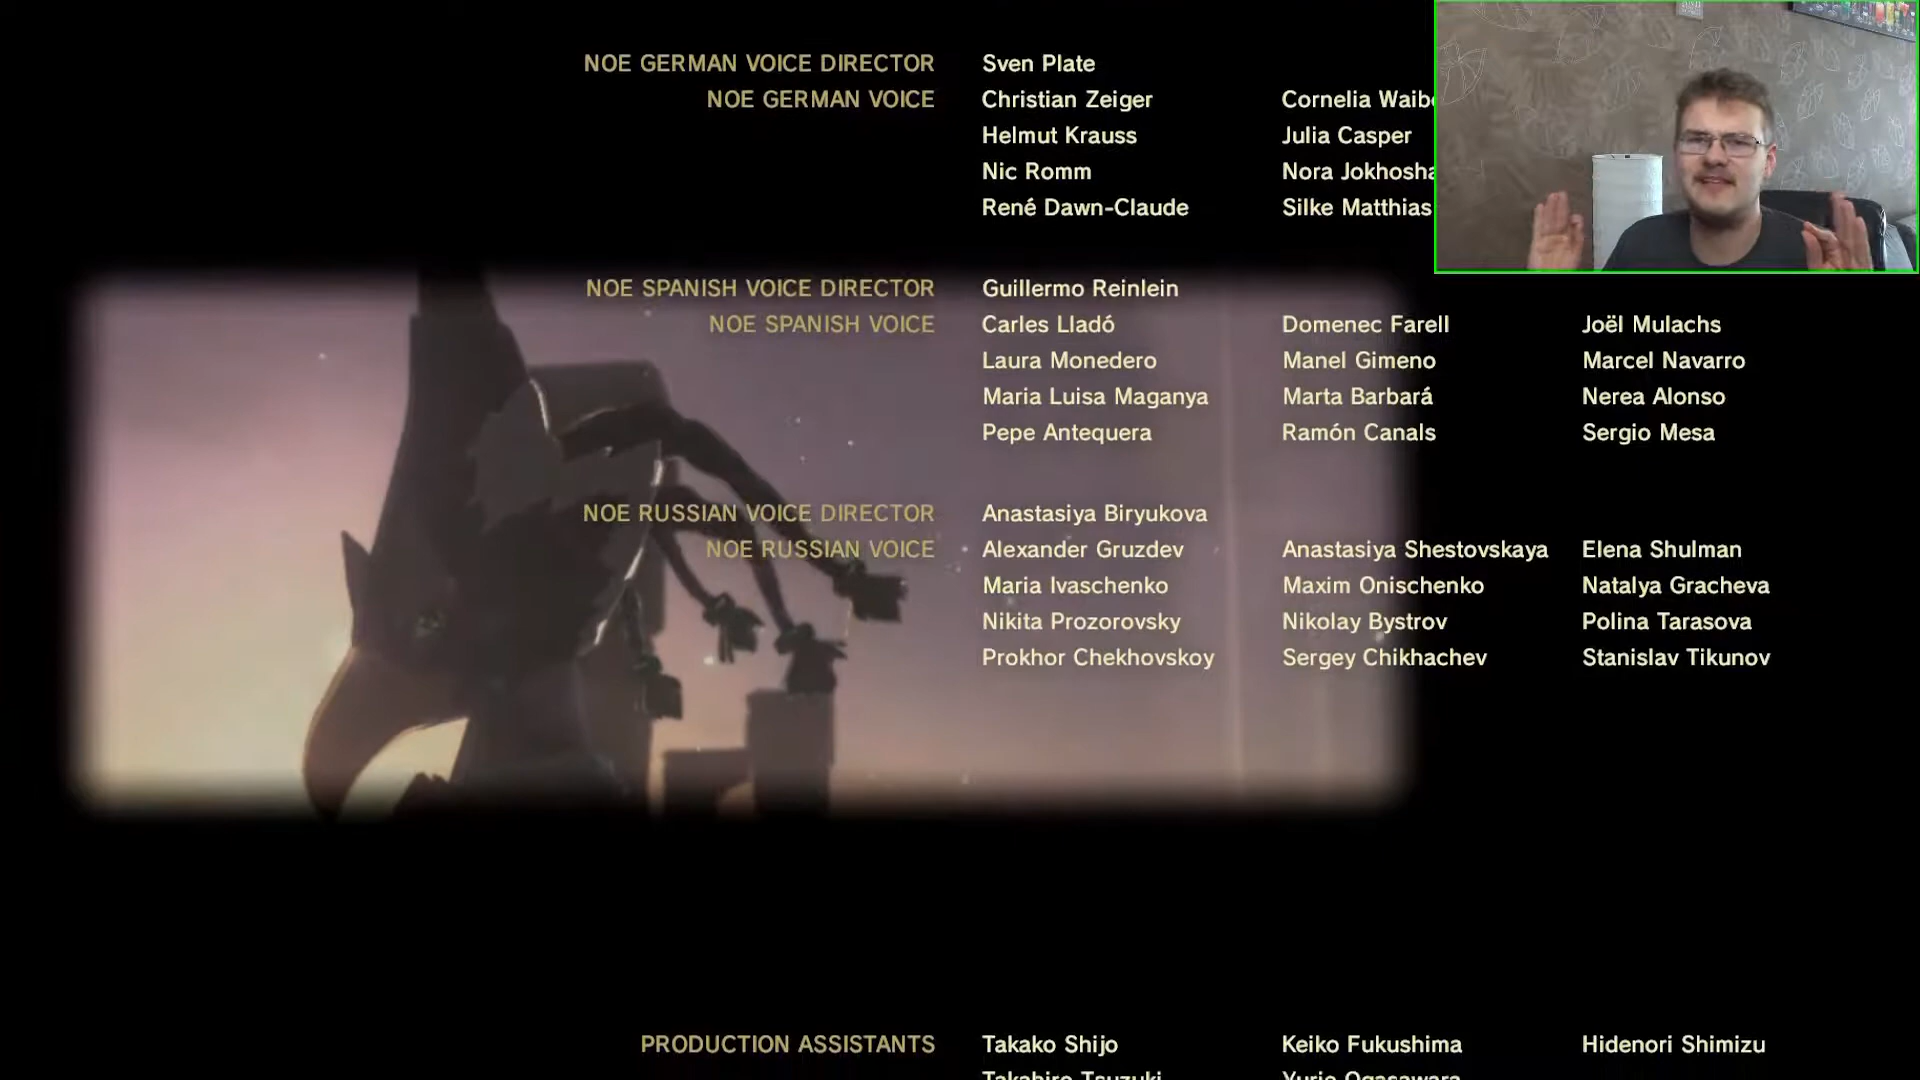 NOE GERMAN VOICE DIRECTOR Sven Plate
NOE GERMAN VOICE Christian Zeiger Cornelia
Helmut Krauss Julia Casper
Nic Romm Nora
René Dawn-Claude Silke Matthias
NOE SPANISH VOICE DIRECTOR Guillermo Reinlein
NOE SPANISH VOICE Carles Lladó Domenec Farell Joël Mulachs
Laura Monedero Manel Gimeno Marcel Navarro
Maria Luisa Maganya Marta Barbará Nerea Alonso
Pepe Antequera Ramón Canals Sergio Mesa
NOE RUSSIAN VOICE DIRECTOR Anastasiya Biryukova
NOE RUSSIAN VOICE Alexander Gruzdev Anastasiya Shestovskaya Elena Shulman
Maria Ivaschenko Maxim Onischenko Natalya Gracheva
Nikita Prozorovsky Nikolay Bystrov Polina Tarasova
Prokhor Chekhovskoy Sergey Chikhachev Stanislav Tikunov
PRODUCTION ASSISTANTS Takako Shijo Keiko Fukushima Hidenori Shimizu